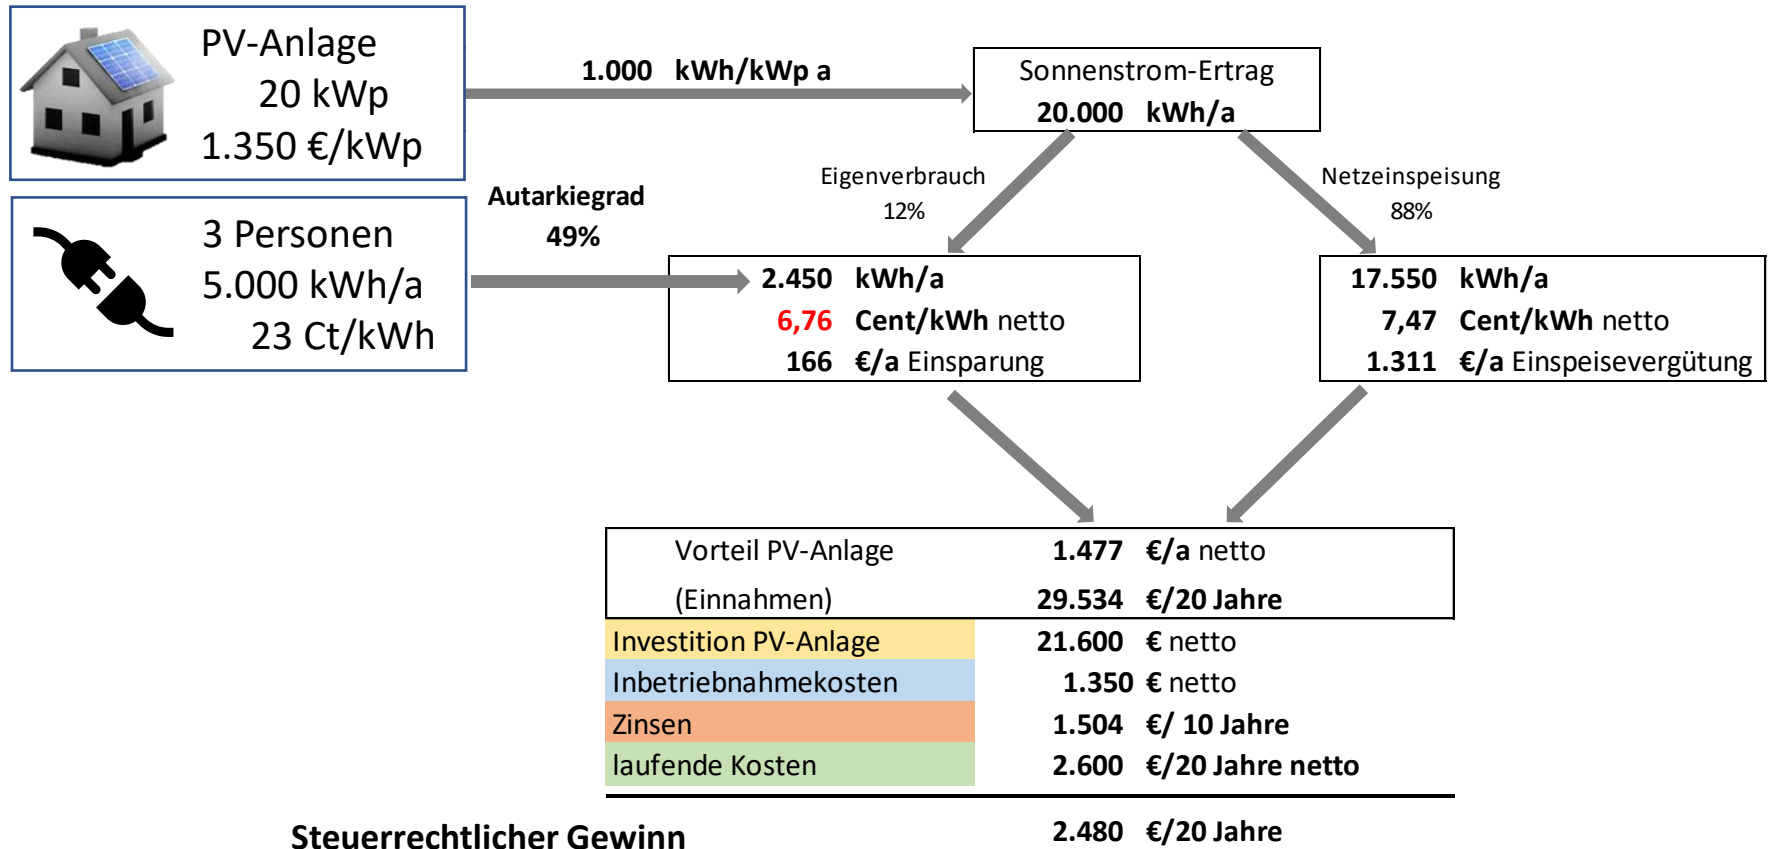 PV-Anlage
20 kWp
1.350 €/kWp
1.000 kWh/kWp a
Sonnenstrom-Ertrag
20.000 kWh/a
3 Personen
5.000 kWh/a
23 Ct/kWh
Autarkiegrad
49%
Eigenverbrauch
12%
Netzeinspeisung
88%
2.450 kWh/a
6,76 Cent/kWh netto
166 €/a Einsparung
17.550 kWh/a
7,47 Cent/kWh netto
1.311 €/a Einspeisevergütung
Vorteil PV-Anlage 1.477 €/a netto
(Einnahmen) 29.534 €/20 Jahre
Investition PV-Anlage 21.600 € netto
Inbetriebnahmekosten 1.350 € netto
Zinsen 1.504 €/ 10 Jahre
laufende Kosten 2.600 €/20 Jahre netto
Steuerrechtlicher Gewinn 2.480 €/20 Jahre